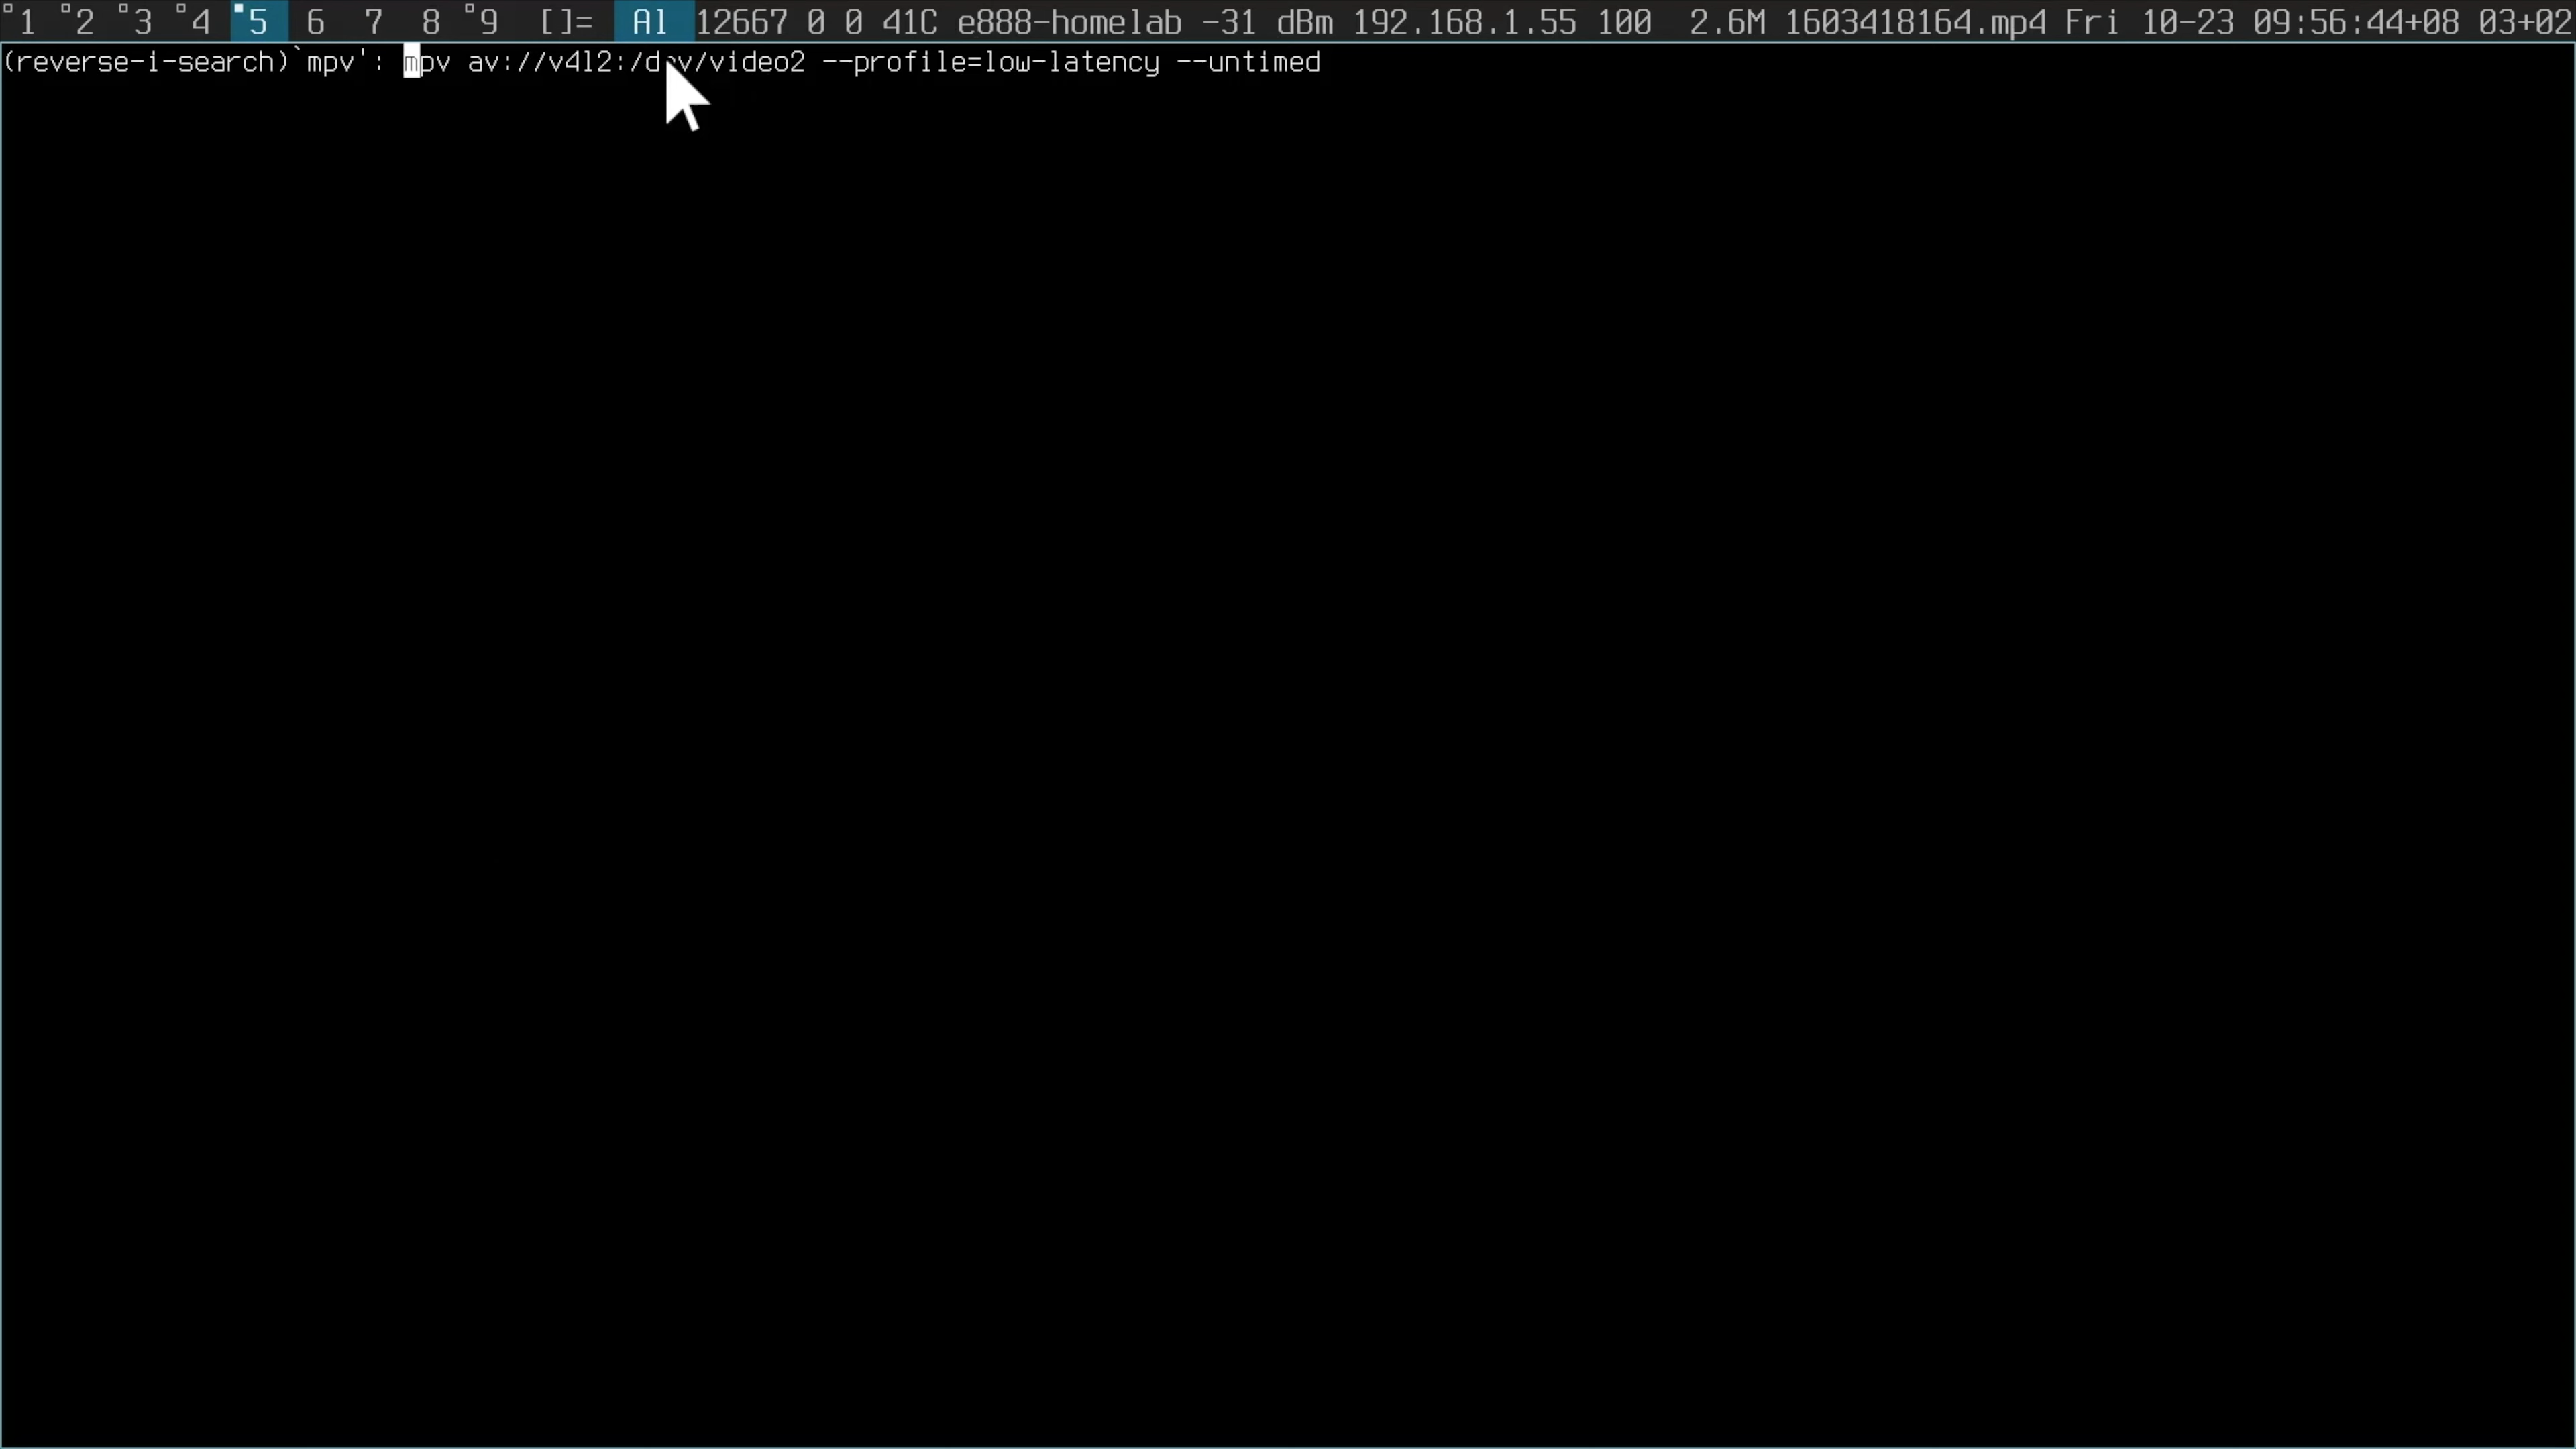 1 2 3 4 5 6 7 8 9 []= Al 12667 0 0 41C e888-homelab -31 dBm 192.168.1.55 100 2.6M 1603418164.mp4 Fri 10-23 09:56:44+08 03+02
(reverse-i-search)`mpv': mpv av://v4l2:/dev/video2 --profile=low-latency --untimed